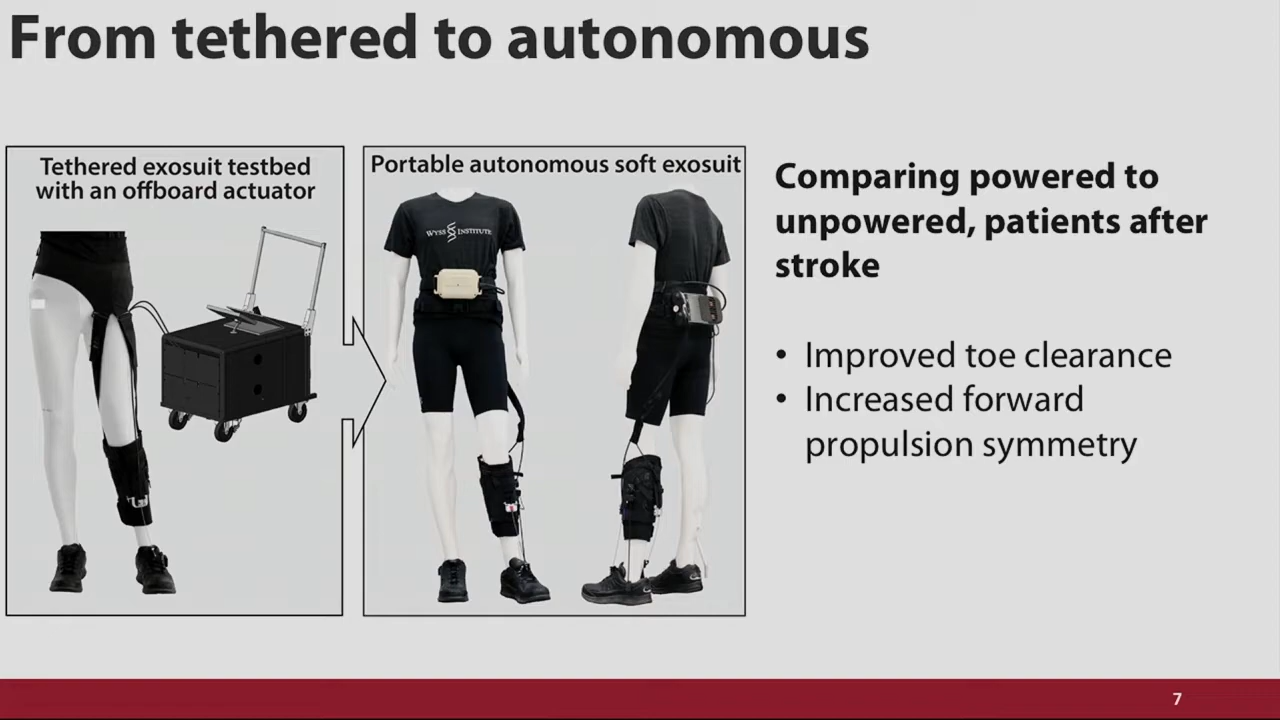 From tethered to autonomous
Tethered exosuit testbed
with an offboard actuator
Portable autonomous soft exosuit
WYSS INSTITUTE
Comparing powered to
unpowered, patients after
stroke
• Improved toe clearance
• Increased forward
propulsion symmetry
7